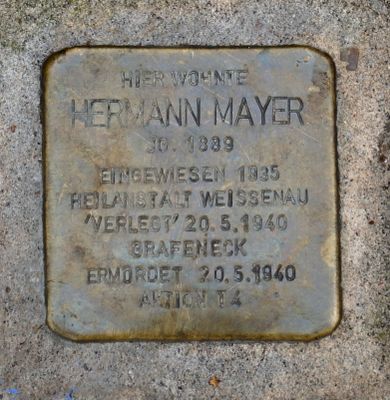 HIER WOHNTE
HERMANN MAYER
JG. 1889
EINGEWIESEN 1935
HEILANSTALT WEISSENAU
'VERLEGT' 20.5.1940
GRAFENECK
ERMORDET 20.5.1940
AKTION T4